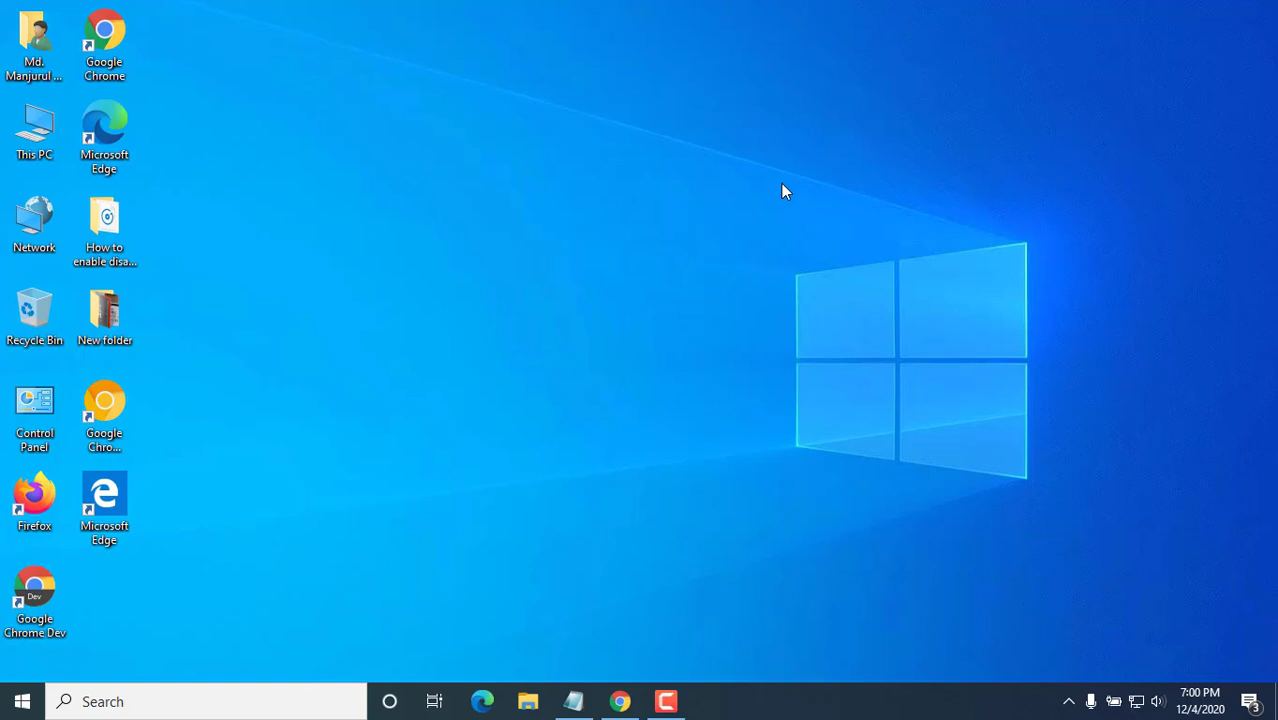 Md.
Manjurul ...
Google
Chrome
This PC
Microsoft
Edge
Network
How to
enable disa...
Recycle Bin
New folder
Control
Panel
Google
Chro...
Firefox
Microsoft
Edge
Dev
Google
Chrome Dev
Search
7:00 PM
12/4/2020
3